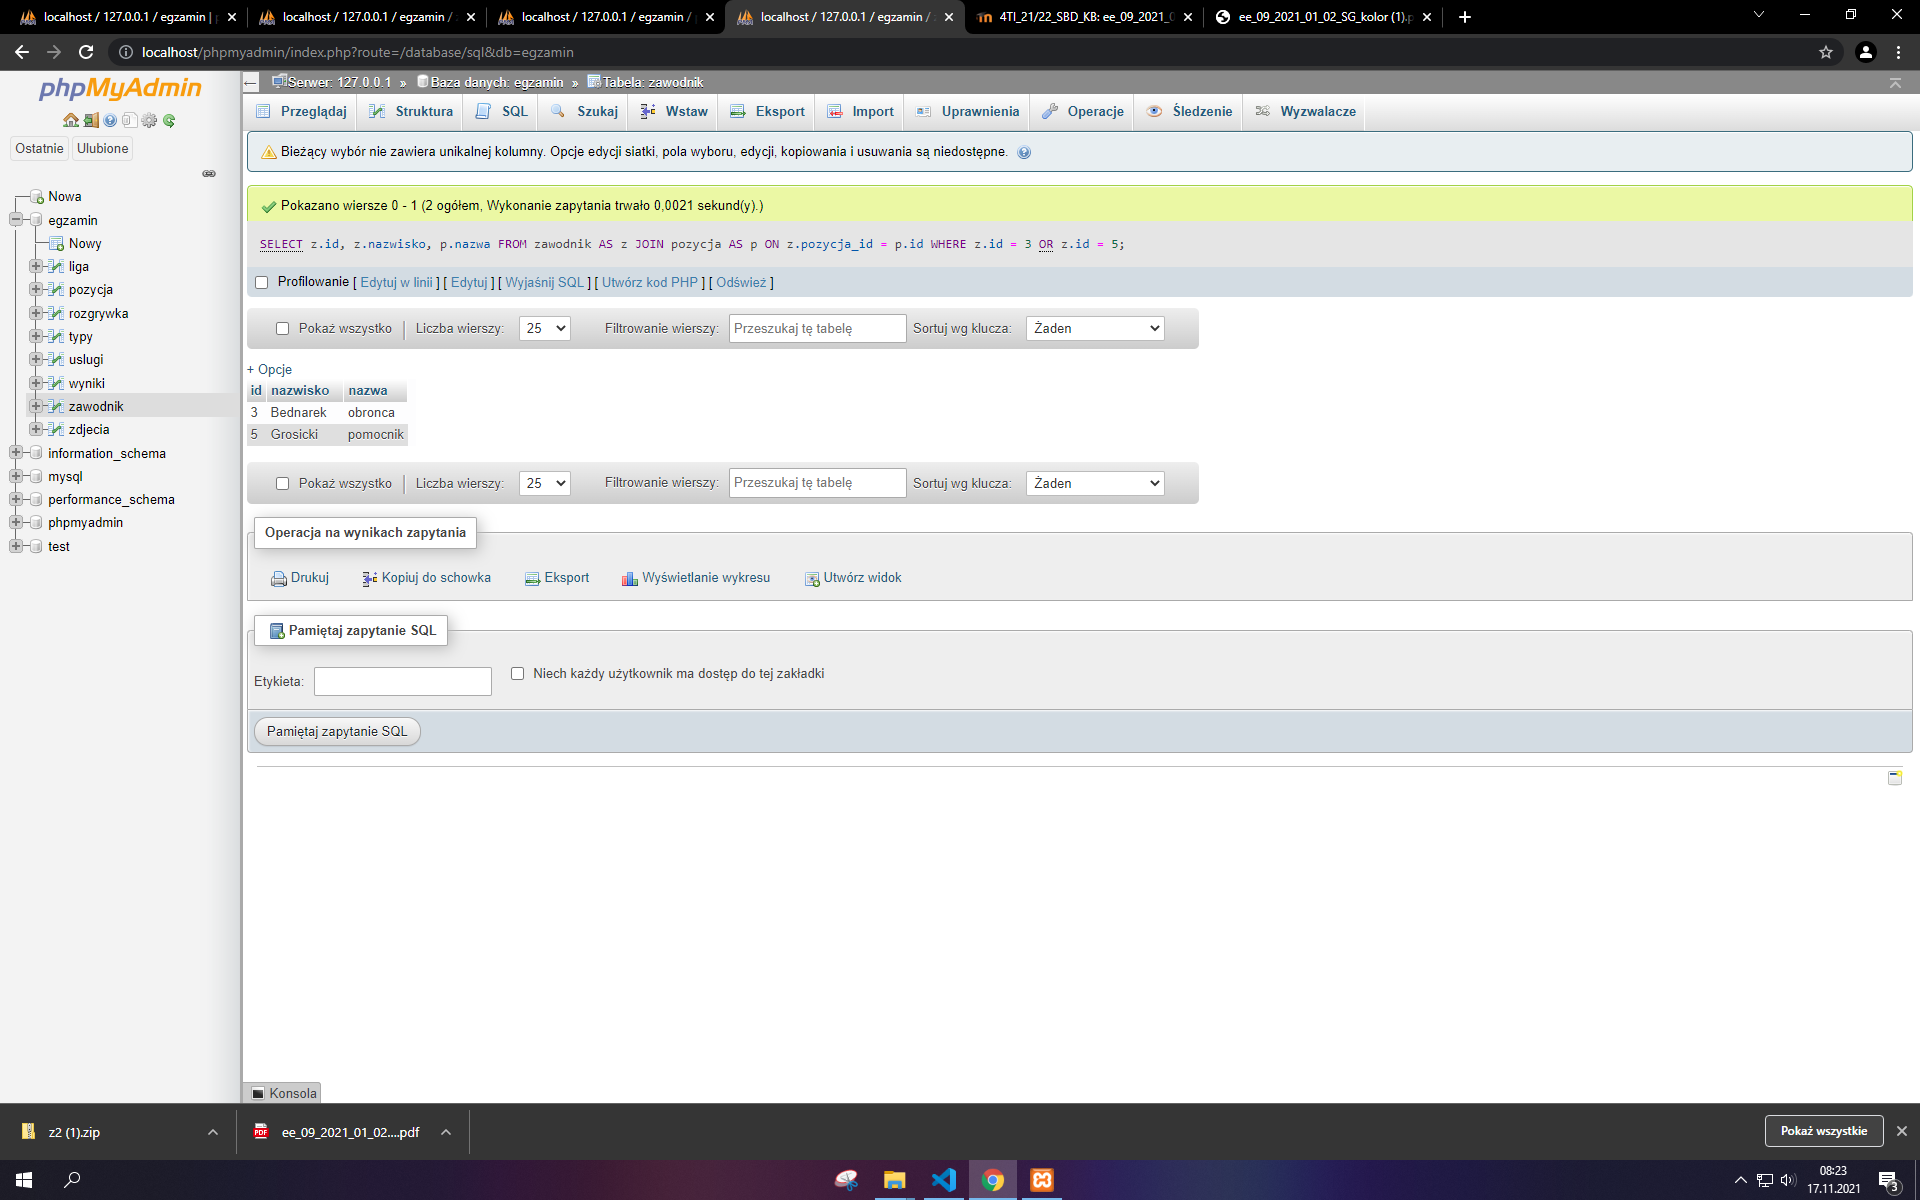 localhost / 127.0.0.1 / egzamin |
localhost / 127.0.0.1 / egzamin /
localhost / 127.0.0.1 / egzamin /
localhost / 127.0.0.1 / egzamin /
4TI_21/22_SBD_KB: ee_09_2021_
ee_09_2021_01_02_SG_kolor (1).p
localhost/phpmyadmin/index.php?route=/database/sql&db=egzamin
phpMyAdmin
Ostatnie
Ulubione
Nowa
egzamin
Nowy
liga
pozycja
rozgrywka
typy
uslugi
wyniki
zawodnik
zdjecia
information_schema
mysql
performance_schema
phpmyadmin
test
Serwer: 127.0.0.1 » Baza danych: egzamin » Tabela: zawodnik
Przeglądaj
Struktura
SQL
Szukaj
Wstaw
Eksport
Import
Uprawnienia
Operacje
Śledzenie
Wyzwalacze
Bieżący wybór nie zawiera unikalnej kolumny. Opcje edycji siatki, pola wyboru, edycji, kopiowania i usuwania są niedostępne.
Pokazano wiersze 0 - 1 (2 ogółem, Wykonanie zapytania trwało 0,0021 sekund(y).)
SELECT z.id, z.nazwisko, p.nazwa FROM zawodnik AS z JOIN pozycja AS p ON z.pozycja_id = p.id WHERE z.id = 3 OR z.id = 5;
Profilowanie [ Edytuj w linii ] [ Edytuj ] [ Wyjaśnij SQL ] [ Utwórz kod PHP ] [ Odśwież ]
Pokaż wszystko | Liczba wierszy: 25 Filtrowanie wierszy: Przeszukaj tę tabelę Sortuj wg klucza: Żaden
+ Opcje
id nazwisko nazwa
3 Bednarek obronca
5 Grosicki pomocnik
Pokaż wszystko | Liczba wierszy: 25 Filtrowanie wierszy: Przeszukaj tę tabelę Sortuj wg klucza: Żaden
Operacja na wynikach zapytania
Drukuj
Kopiuj do schowka
Eksport
Wyświetlanie wykresu
Utwórz widok
Pamiętaj zapytanie SQL
Etykieta:
Niech każdy użytkownik ma dostęp do tej zakładki
Pamiętaj zapytanie SQL
Konsola
z2 (1).zip
PDF
ee_09_2021_01_02....pdf
Pokaż wszystkie
08:23
17.11.2021
3